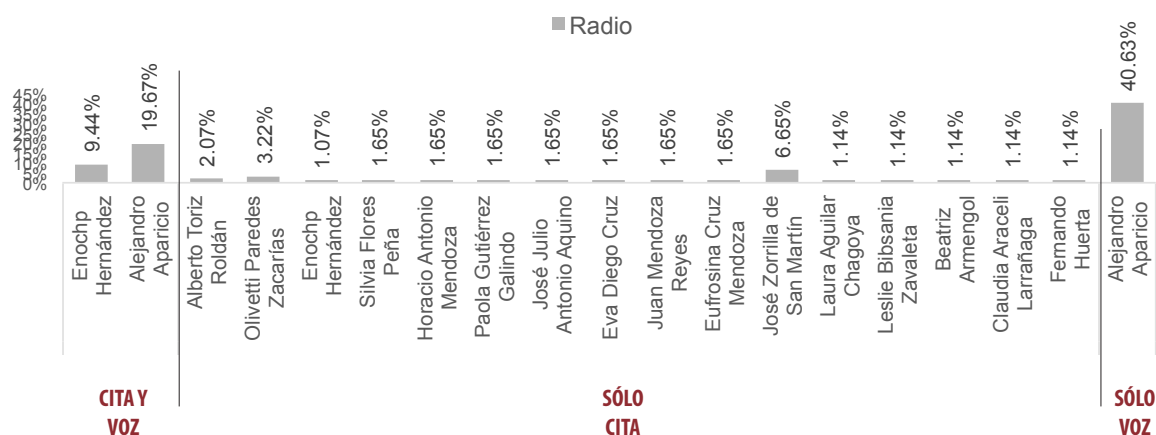 Radio
45%
40%
35%
30%
25%
20%
15%
10%
5%
0%
9.44%
19.67%
2.07%
3.22%
1.07%
1.65%
1.65%
1.65%
1.65%
1.65%
1.65%
1.65%
6.65%
1.14%
1.14%
1.14%
1.14%
1.14%
40.63%
Enochp
Hernández
Alejandro
Aparicio
Alberto Toriz
Roldán
Olivetti Paredes
Zacarías
Enochp
Hernández
Silvia Flores
Peña
Horacio Antonio
Mendoza
Paola Gutiérrez
Galindo
José Julio
Antonio Aquino
Eva Diego Cruz
Juan Mendoza
Reyes
Eufrosina Cruz
Mendoza
José Zorrilla de
San Martín
Laura Aguilar
Chagoya
Leslie Bibsania
Zavaleta
Beatriz
Armengol
Claudia Araceli
Larrañaga
Fernando
Huerta
Alejandro
Aparicio
CITA Y
VOZ
SÓLO
CITA
SÓLO
VOZ